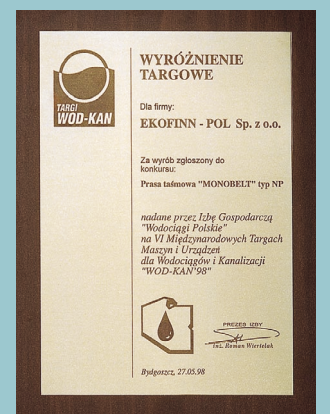 TARGI
WOD-KAN
WYRÓŻNIENIE
TARGOWE
Dla firmy:
EKOFINN - POL Sp. z o.o.
Za wyrób zgłoszony do
konkursu:
Prasa taśmowa "MONOBELT" typ NP
nadane przez Izbę Gospodarczą
"Wodociągi Polskie"
na VI Międzynarodowych Targach
Maszyn i Urządzeń
dla Wodociągów i Kanalizacji
"WOD-KAN'98"
PREZES IZBY
Inż. Roman Wiertelak
Bydgoszcz, 27.05.98